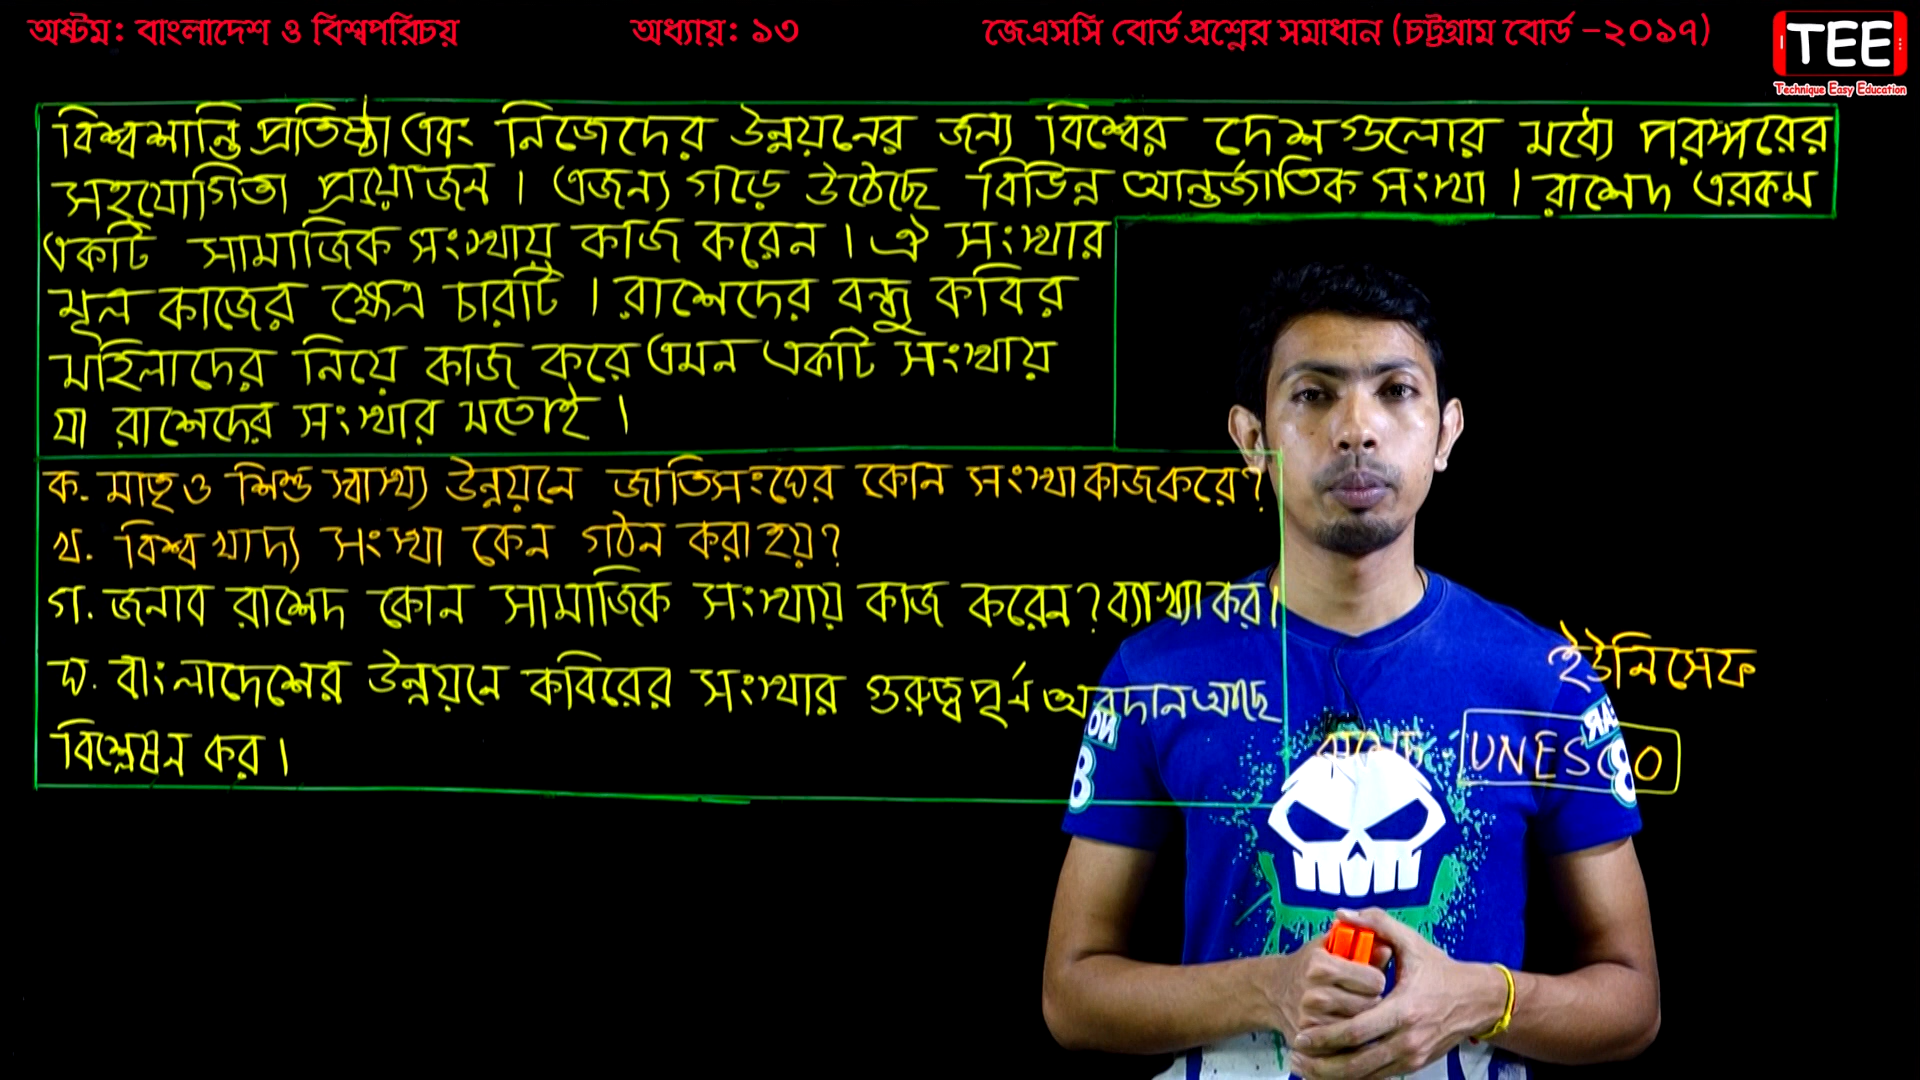 অষ্টম: বাংলাদেশ ও বিশ্বপরিচয় অধ্যায়: ১৩ জেএসসি বোর্ড প্রশ্নের সমাধান (চট্টগ্রাম বোর্ড -২০১৭)
TEE
Technique Easy Education
বিশ্বশান্তি প্রতিষ্ঠা এবং নিজেদের উন্নয়নের জন্য বিশ্বের দেশগুলোর মধ্যে পরস্পরের
সহযোগিতা প্রয়োজন । এজন্য গড়ে উঠেছে বিভিন্ন আন্তর্জাতিক সংস্থা । রাশেদ এরকম
একটি সামাজিক সংস্থায় কাজ করেন । ঐ সংস্থার
মূল কাজের ক্ষেত্র চারটি । রাশেদের বন্ধু কবির
মহিলাদের নিয়ে কাজ করে এমন একটি সংস্থায়
যা রাশেদের সংস্থার মতোই ।
ক. মাতৃ ও শিশু স্বাস্থ্য উন্নয়নে জাতিসংঘের কোন সংস্থা কাজ করে?
খ. বিশ্ব খাদ্য সংস্থা কেন গঠন করা হয়?
গ. জনাব রাশেদ কোন সামাজিক সংস্থায় কাজ করেন? ব্যাখ্যা কর।
ঘ. বাংলাদেশের উন্নয়নে কবিরের সংস্থার গুরুত্বপূর্ন অবদান আছে
বিশ্লেষন কর ।
ইউনিসেফ
রাশেদ - UNESCO